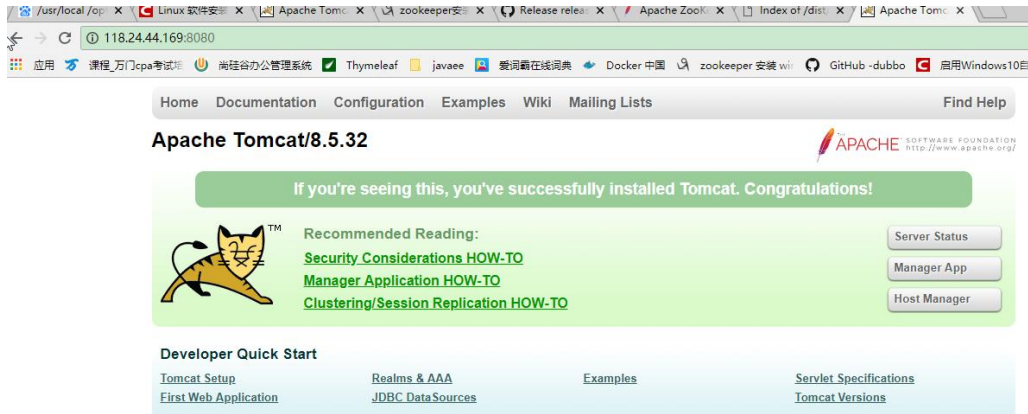 /usr/local /op
Linux 软件安装
Apache Tomc
zookeeper安
Release releas
Apache ZooK
Index of /dist
Apache Tomc
118.24.44.169:8080
应用
课程_万门cpa考试培
尚硅谷办公管理系统
Thymeleaf
javaee
爱词霸在线词典
Docker 中国
zookeeper 安装 wi
GitHub -dubbo
启用Windows10自
Home Documentation Configuration Examples Wiki Mailing Lists Find Help
Apache Tomcat/8.5.32
The APACHE SOFTWARE FOUNDATION
http://www.apache.org/
If you're seeing this, you've successfully installed Tomcat. Congratulations!
TM
Recommended Reading:
Security Considerations HOW-TO
Manager Application HOW-TO
Clustering/Session Replication HOW-TO
Server Status
Manager App
Host Manager
Developer Quick Start
Tomcat Setup
First Web Application
Realms & AAA
JDBC DataSources
Examples
Servlet Specifications
Tomcat Versions